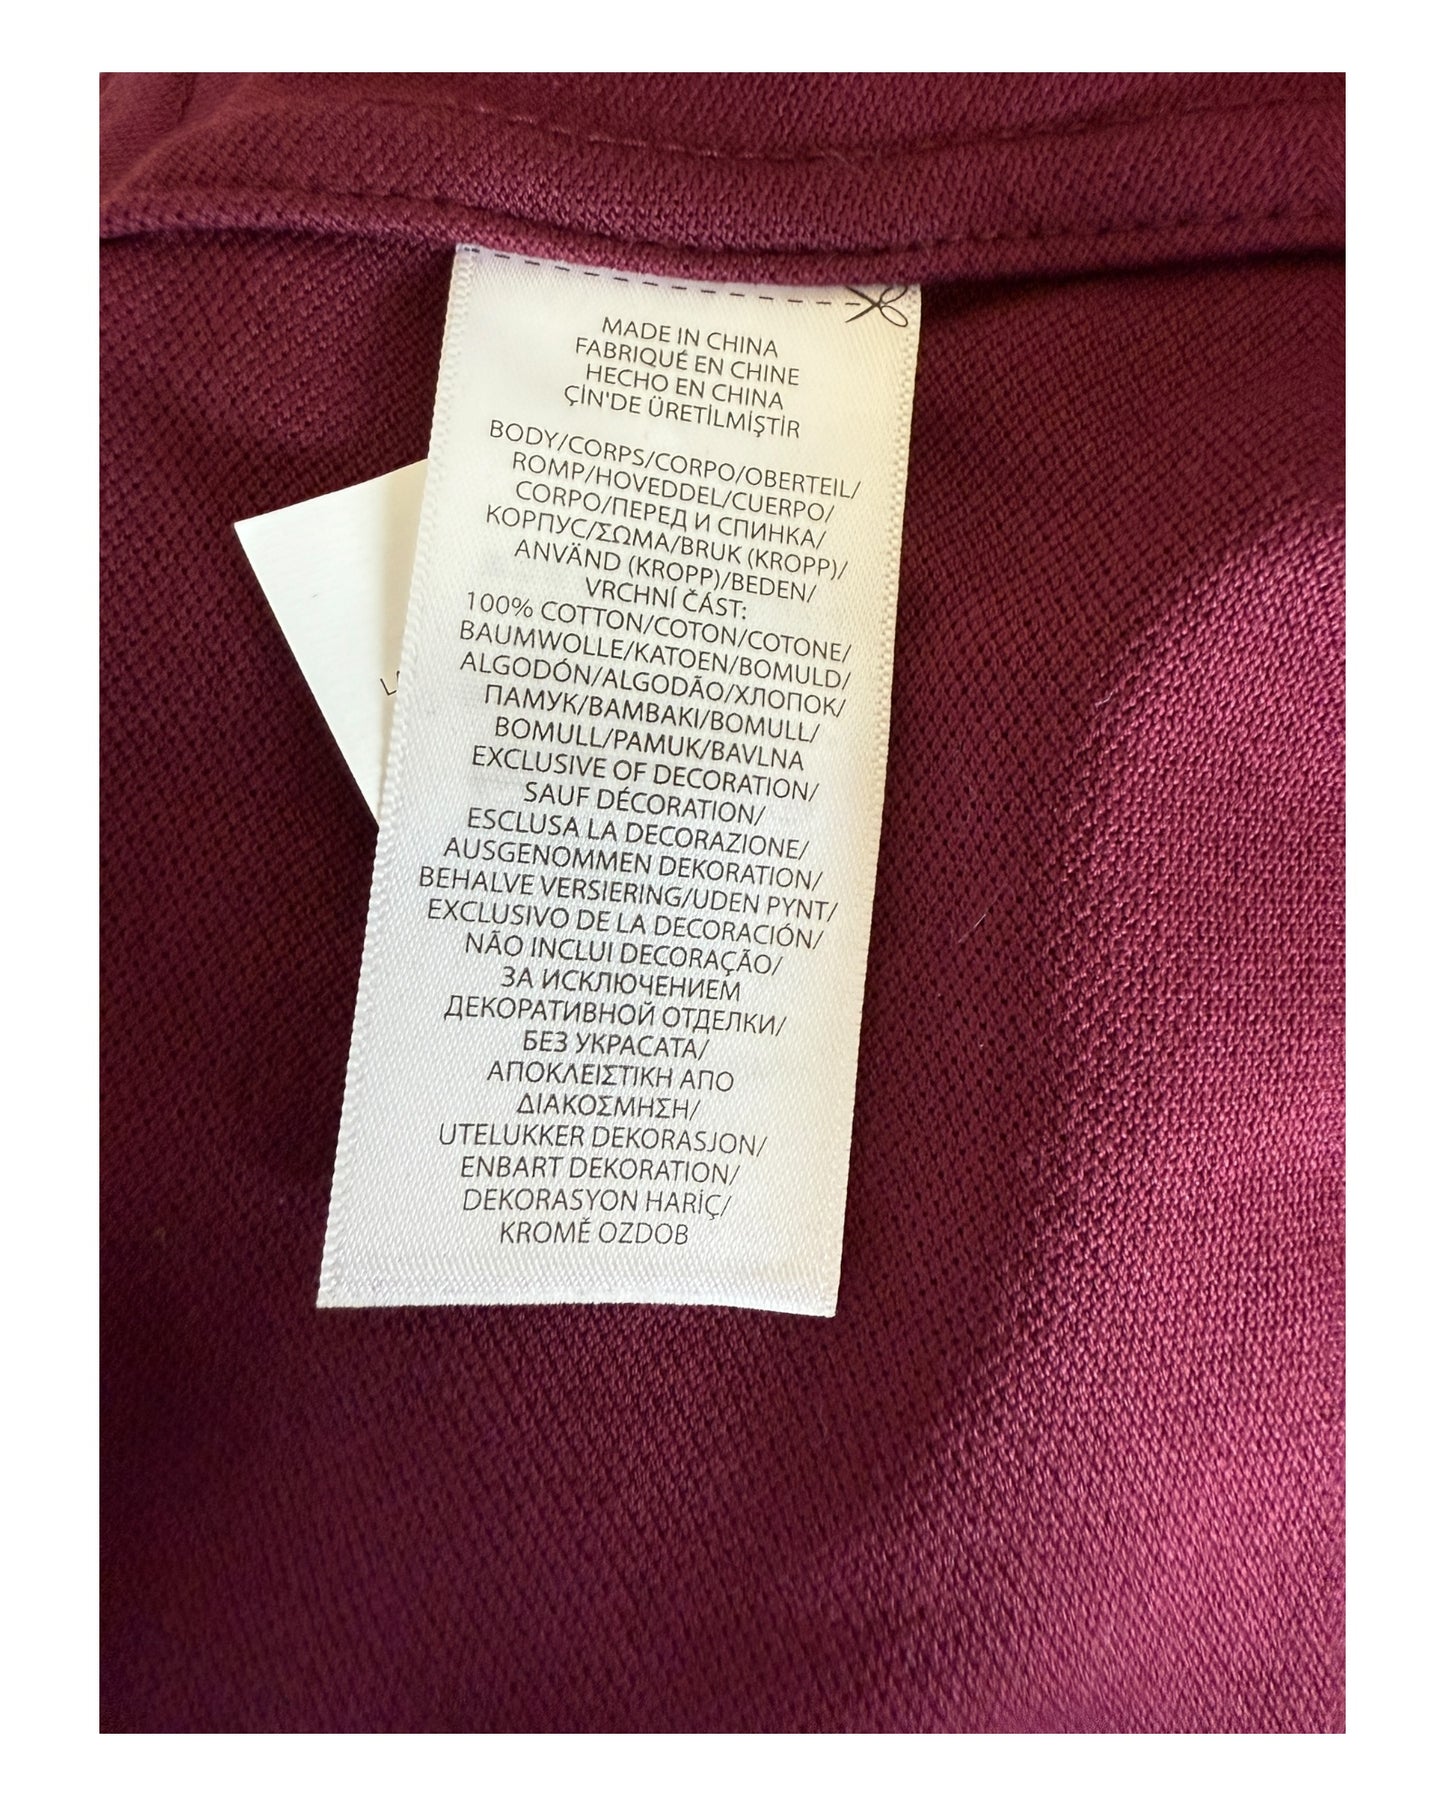 MADE IN CHINA
FABRIQUÉ EN CHINE
HECHO EN CHINA
ÇİN'DE ÜRETİLMİŞTİR
BODY/CORPS/CORPO/OBERTEIL/
ROMP/HOVEDDEL/CUERPO/
CORPO/ПЕРЕД И СПИНКА/
КОРПУС/ΣΩΜΑ/BRUK (KROPP)/
ANVÄND (KROPP)/BEDEN/
VRCHNÍ ČÁST:
100% COTTON/COTON/COTONE/
BAUMWOLLE/KATOEN/BOMULD/
ALGODÓN/ALGODÃO/ХЛОПОК/
ПАМУК/ΒΑΜΒΑΚΙ/BOMULL/
BOMULL/PAMUK/BAVLNA
EXCLUSIVE OF DECORATION/
SAUF DÉCORATION/
ESCLUSA LA DECORAZIONE/
AUSGENOMMEN DEKORATION/
BEHALVE VERSIERING/UDEN PYNT/
EXCLUSIVO DE LA DECORACIÓN/
NÃO INCLUI DECORAÇÃO/
ЗА ИСКЛЮЧЕНИЕМ
ДЕКОРАТИВНОЙ ОТДЕЛКИ/
БЕЗ УКРАСАТА/
ΑΠΟΚΛΕΙΣΤΙΚΗ ΑΠΟ
ΔΙΑΚΟΣΜΗΣΗ/
UTELUKKER DEKORASJON/
ENBART DEKORATION/
DEKORASYON HARİÇ/
KROMĚ OZDOB